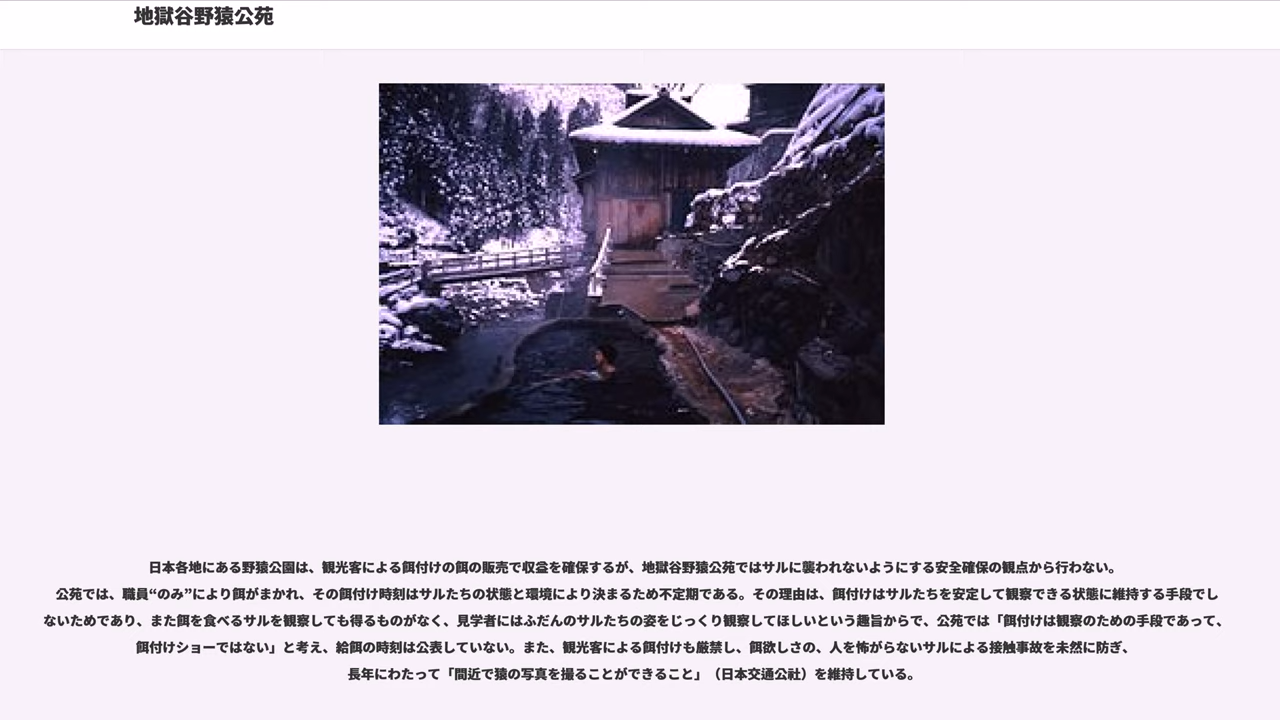 地獄谷野猿公苑
日本各地にある野猿公園は、観光客による餌付けの餌の販売で収益を確保するが、地獄谷野猿公苑ではサルに襲われないようにする安全確保の観点から行わない。
公苑では、職員“のみ”により餌がまかれ、その餌付け時刻はサルたちの状態と環境により決まるため不定期である。その理由は、餌付けはサルたちを安定して観察できる状態に維持する手段でし
ないためであり、また餌を食べるサルを観察しても得るものがなく、見学者にはふだんのサルたちの姿をじっくり観察してほしいという趣旨からで、公苑では「餌付けは観察のための手段であって、
餌付けショーではない」と考え、給餌の時刻は公表していない。また、観光客による餌付けも厳禁し、餌欲しさの、人を怖がらないサルによる接触事故を未然に防ぎ、
長年にわたって「間近で猿の写真を撮ることができること」（日本交通公社）を維持している。